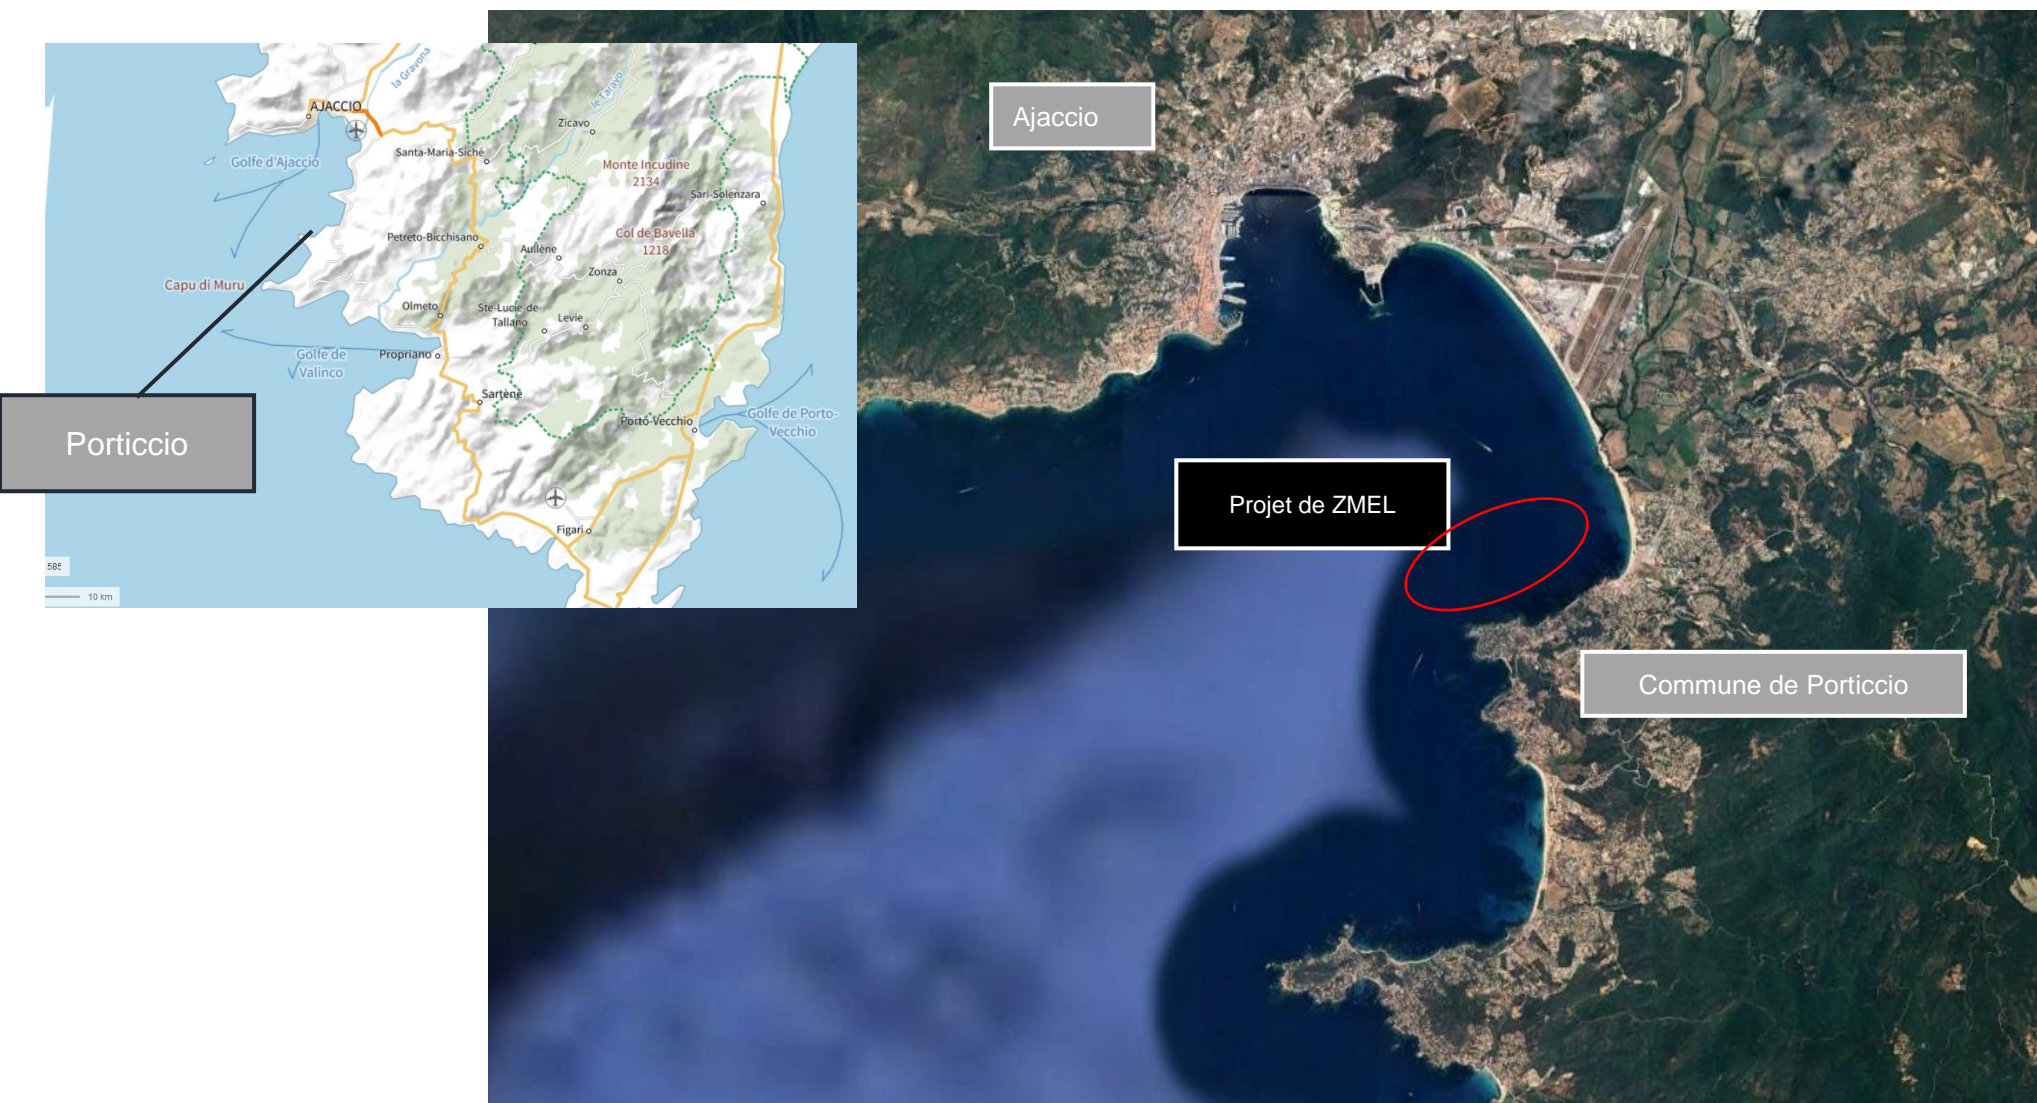 la Gravona
AJACCIO
le Taravo
Zicavo
Golfe d'Ajaccio
Santa-Maria-Siché
Monte Incudine
2134
Sari-Solenzara
Petreto-Bicchisano
Aullène
Col de Bavella
1218
Zonza
Capu di Muru
Olmeto
Ste-Lucie-de-
Tallano
Levie
Golfe de
Valinco
Propriano
Sartène
Porto-Vecchio
Golfe de Porto-
Vecchio
Figari
585
10 km
Porticcio
Ajaccio
Projet de ZMEL
Commune de Porticcio